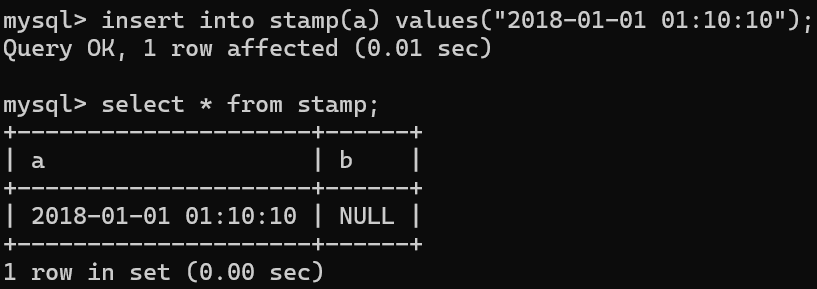 mysql> insert into stamp(a) values("2018-01-01 01:10:10");
Query OK, 1 row affected (0.01 sec)
mysql> select * from stamp;
+---------------------+------+
| a                   | b    |
+---------------------+------+
| 2018-01-01 01:10:10 | NULL |
+---------------------+------+
1 row in set (0.00 sec)